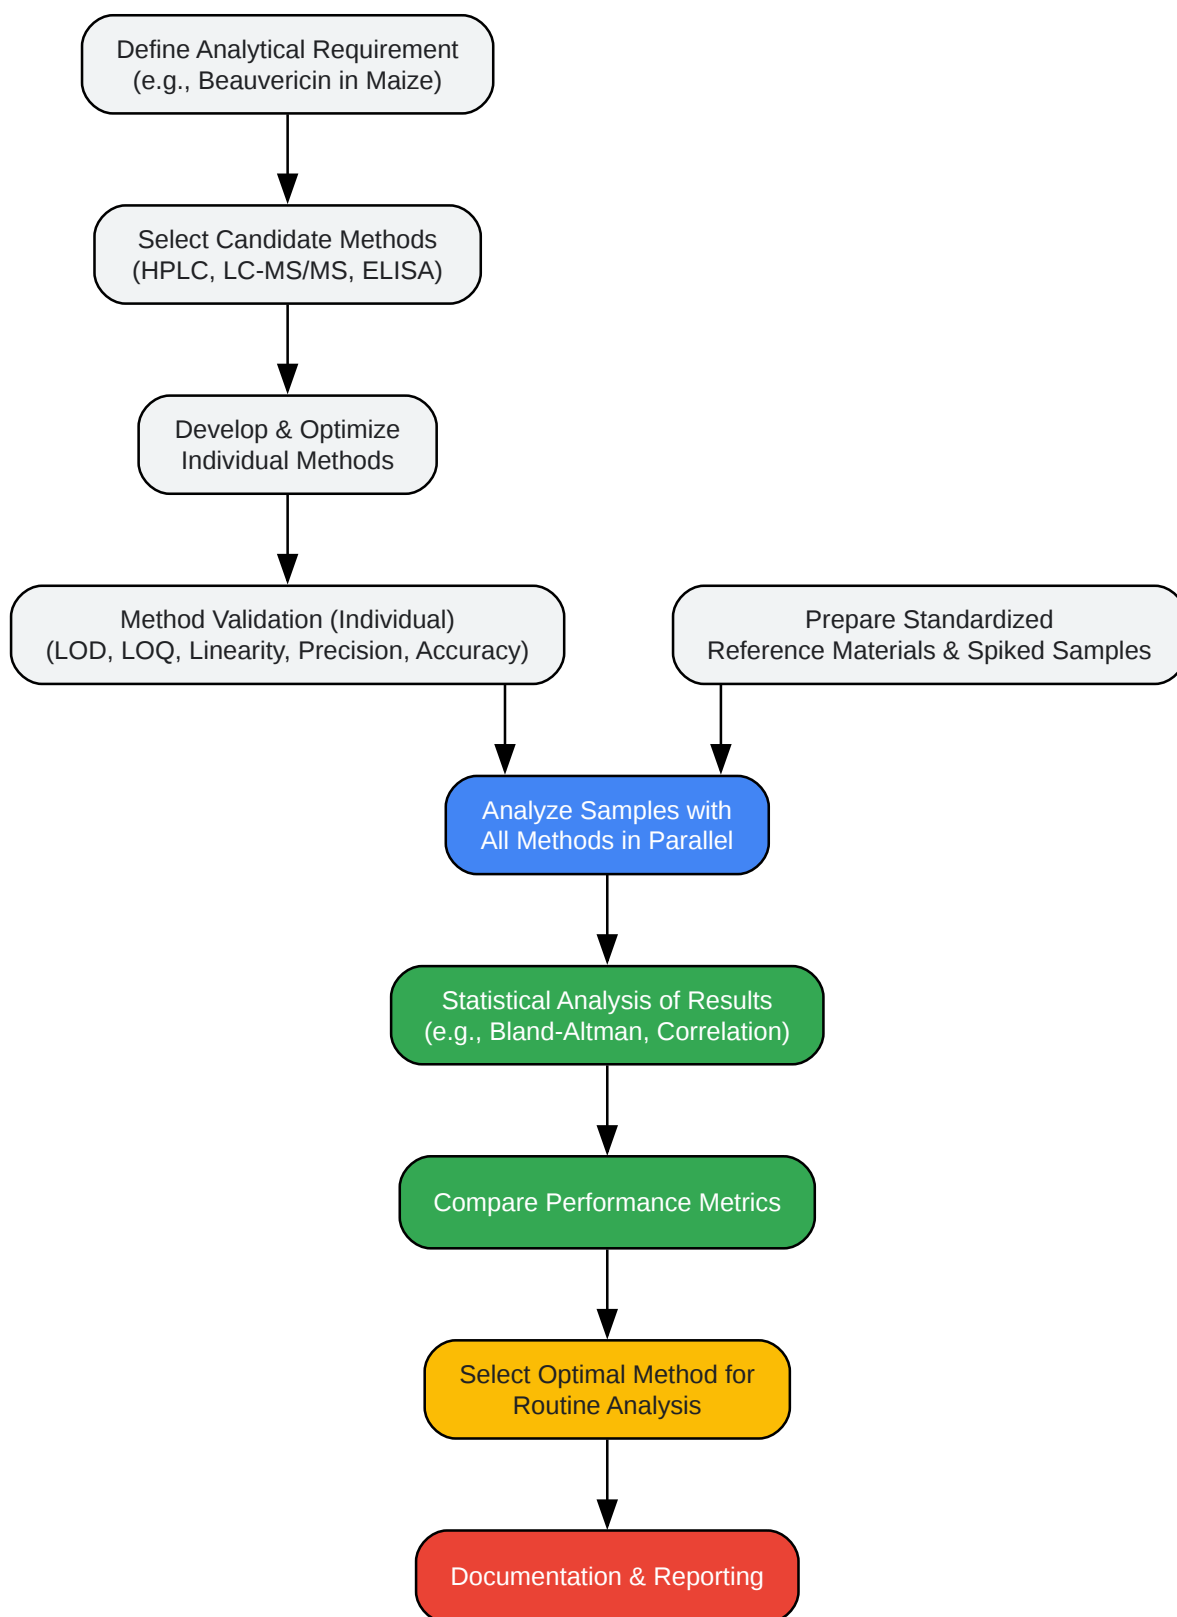 Define Analytical Requirement
(e.g., Beauvericin in Maize)
Select Candidate Methods
(HPLC, LC-MS/MS, ELISA)
Develop & Optimize
Individual Methods
Method Validation (Individual)
(LOD, LOQ, Linearity, Precision, Accuracy)
Prepare Standardized
Reference Materials & Spiked Samples
Analyze Samples with
All Methods in Parallel
Statistical Analysis of Results
(e.g., Bland-Altman, Correlation)
Compare Performance Metrics
Select Optimal Method for
Routine Analysis
Documentation & Reporting